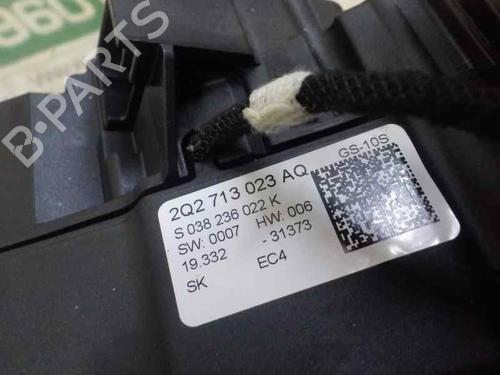 096
B-PARTS
GS-10S
2Q2 713 023 AQ
S 038 236 022 K
SW: 0007 HW: 006
19.332 - 31373
SK EC4